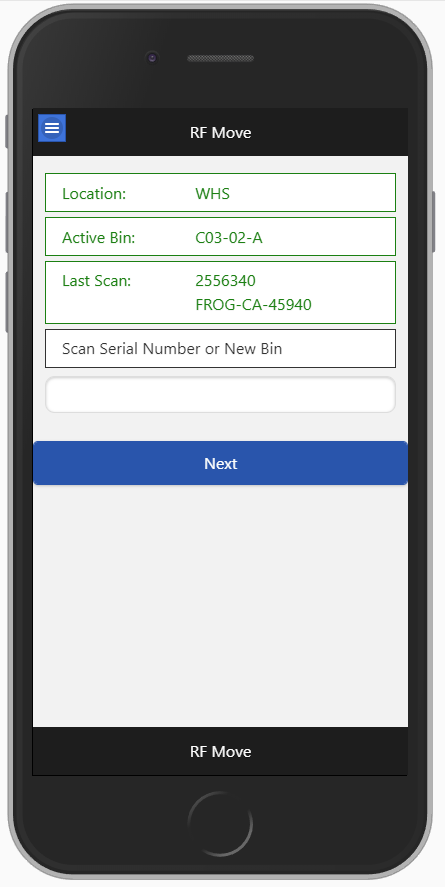 RF Move
Location: WHS
Active Bin: C03-02-A
Last Scan: 2556340
FROG-CA-45940
Scan Serial Number or New Bin
Next
RF Move